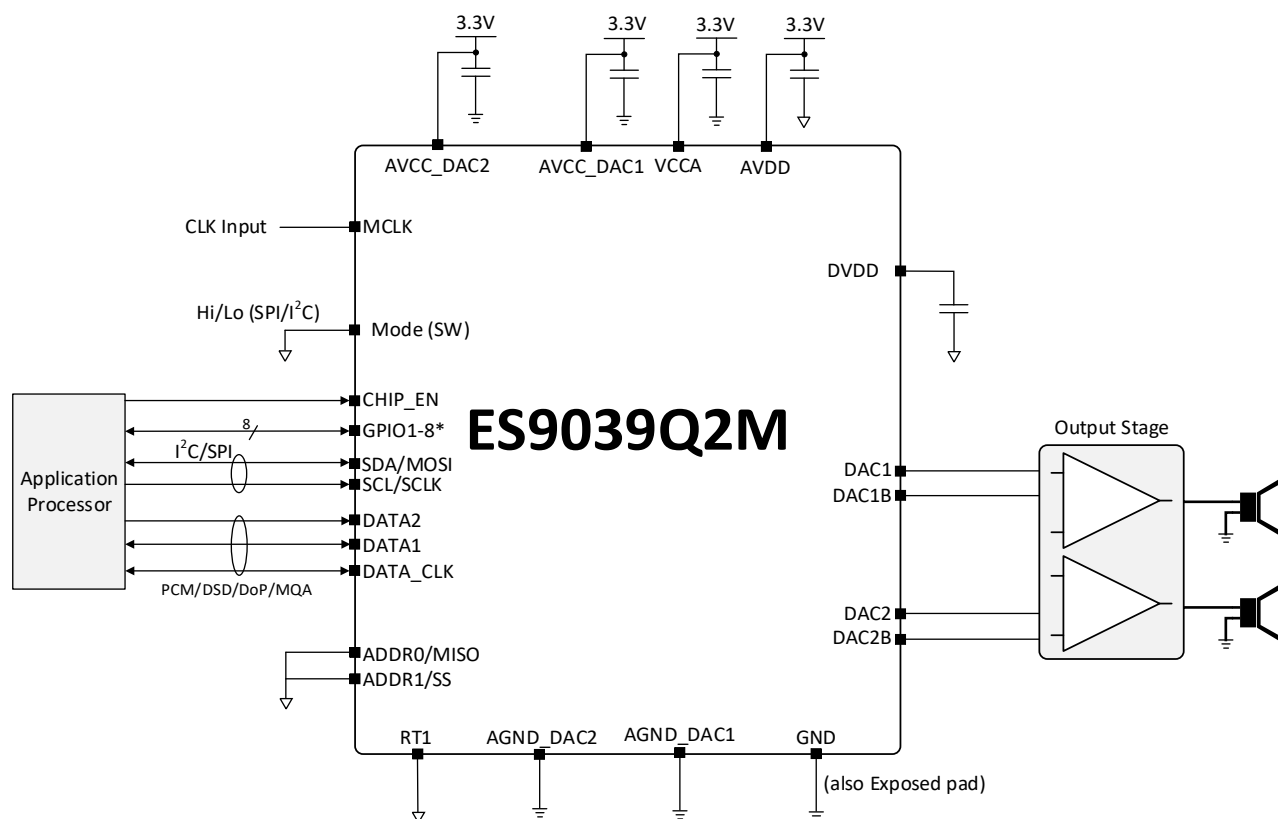 3.3V
3.3V
3.3V
3.3V
AVCC_DAC2
AVCC_DAC1
VCCA
AVDD
CLK Input
MCLK
DVDD
Hi/Lo (SPI/I²C)
Mode (SW)
CHIP_EN
8
GPIO1-8*
ES9039Q2M
I²C/SPI
SDA/MOSI
SCL/SCLK
Application
Processor
DATA2
DATA1
DATA_CLK
PCM/DSD/DoP/MQA
Output Stage
DAC1
DAC1B
DAC2
DAC2B
ADDR0/MISO
ADDR1/SS
RT1
AGND_DAC2
AGND_DAC1
GND
(also Exposed pad)